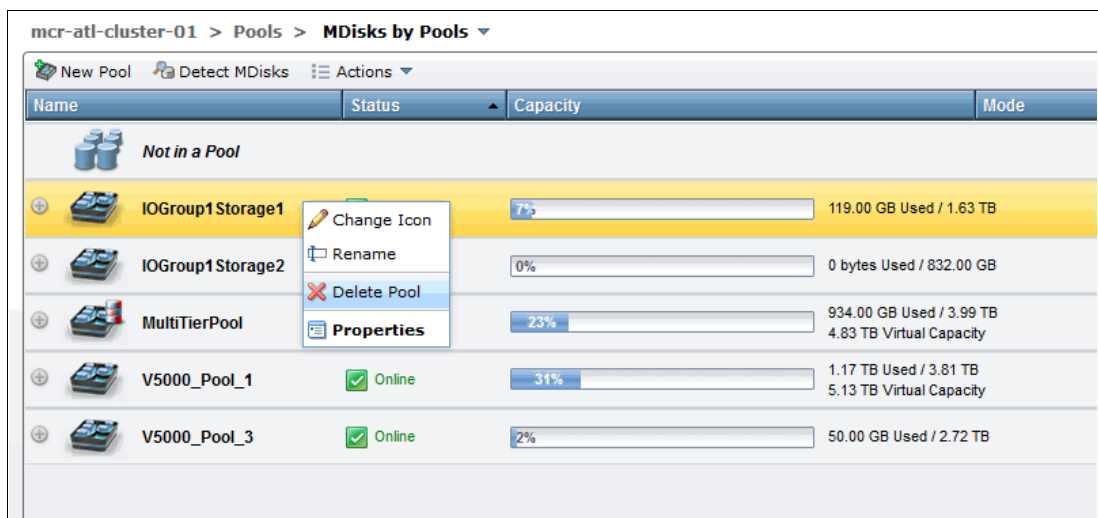 mcr-atl-cluster-01 > Pools > MDisks by Pools
New Pool Detect MDisks Actions
Name Status Capacity Mode
Not in a Pool
IOGroup1Storage1 7% 119.00 GB Used / 1.63 TB
Change Icon
Rename
IOGroup1Storage2 0% 0 bytes Used / 832.00 GB
Delete Pool
MultiTierPool 23% 934.00 GB Used / 3.99 TB
4.83 TB Virtual Capacity
Properties
V5000_Pool_1 Online 31% 1.17 TB Used / 3.81 TB
5.13 TB Virtual Capacity
V5000_Pool_3 Online 2% 50.00 GB Used / 2.72 TB